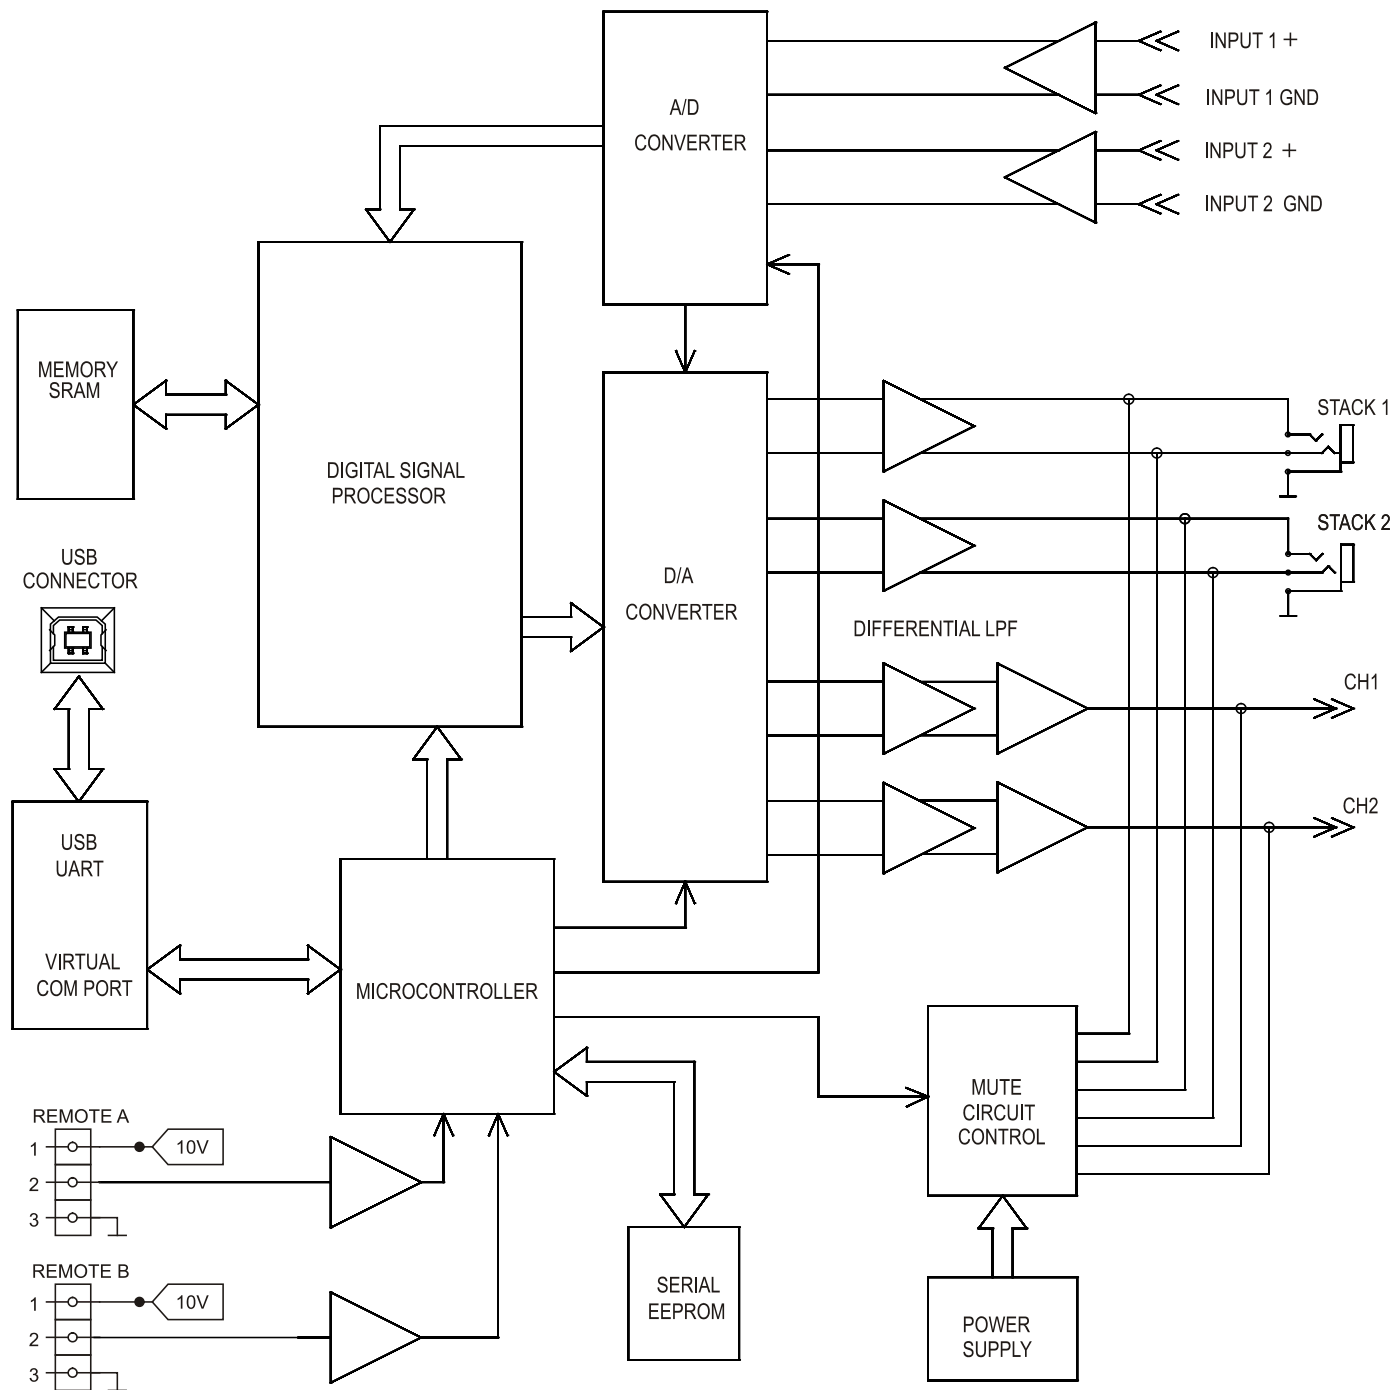 INPUT 1 +
A/D
CONVERTER
INPUT 1 GND
INPUT 2 +
INPUT 2 GND
MEMORY
SRAM
DIGITAL SIGNAL
PROCESSOR
STACK 1
STACK 2
USB
CONNECTOR
D/A
CONVERTER
DIFFERENTIAL LPF
CH1
CH2
USB
UART
VIRTUAL
COM PORT
MICROCONTROLLER
MUTE
CIRCUIT
CONTROL
REMOTE A
1
10V
2
3
REMOTE B
1
10V
2
3
SERIAL
EEPROM
POWER
SUPPLY